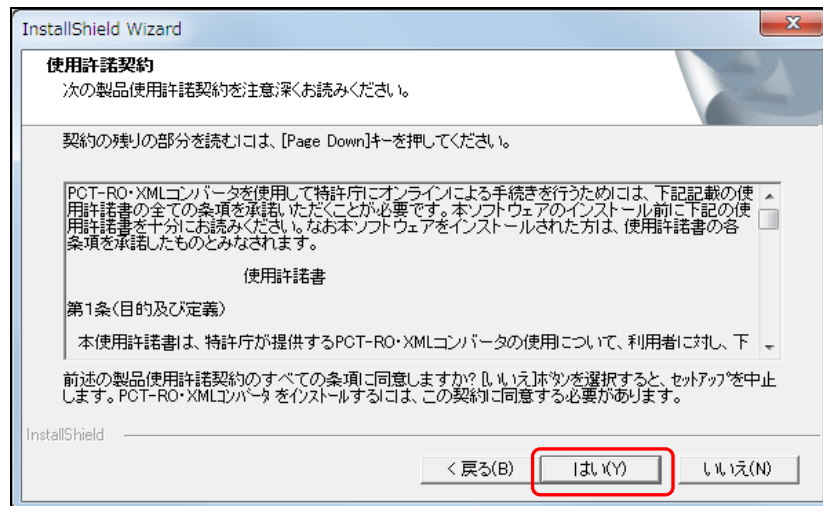 InstallShield Wizard
使用許諾契約
次の製品使用許諾契約を注意深くお読みください。
契約の残りの部分を読むには、[Page Down]キーを押してください。
PCT-RO・XMLコンバータを使用して特許庁にオンラインによる手続きを行うためには、下記記載の使
用許諾書の全ての条項を承諾いただくことが必要です。本ソフトウェアのインストール前に下記の使
用許諾書を十分にお読みください。なお本ソフトウェアをインストールされた方は、使用許諾書の各
条項を承諾したものとみなされます。
使用許諾書
第1条(目的及び定義)
本使用許諾書は、特許庁が提供するPCT-RO・XMLコンバータの使用について、利用者に対し、下
前述の製品使用許諾契約のすべての条項に同意しますか? [いいえ]ボタンを選択すると、セットアップを中止
します。PCT-RO・XMLコンバータ をインストールするには、この契約に同意する必要があります。
InstallShield
< 戻る(B)
はい(Y)
いいえ(N)